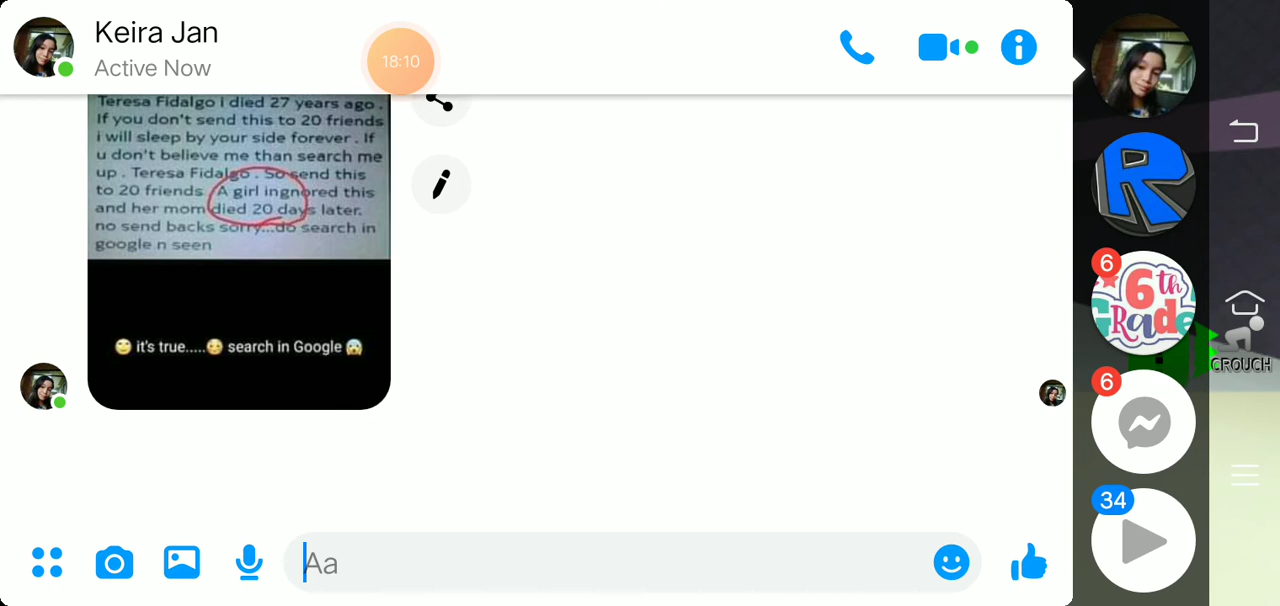 Keira Jan
Active Now
18:10
Teresa Fidalgo i died 27 years ago .
If you don't send this to 20 friends
i will sleep by your side forever . If
u don't believe me than search me
up . Teresa Fidalgo . So send this
to 20 friends A girl ingnored this
and her mom died 20 days later.
no send backs sorry...do search in
google n seen
it's true..... search in Google
Aa
R
6
6th
GRade
6
34
CROUCH